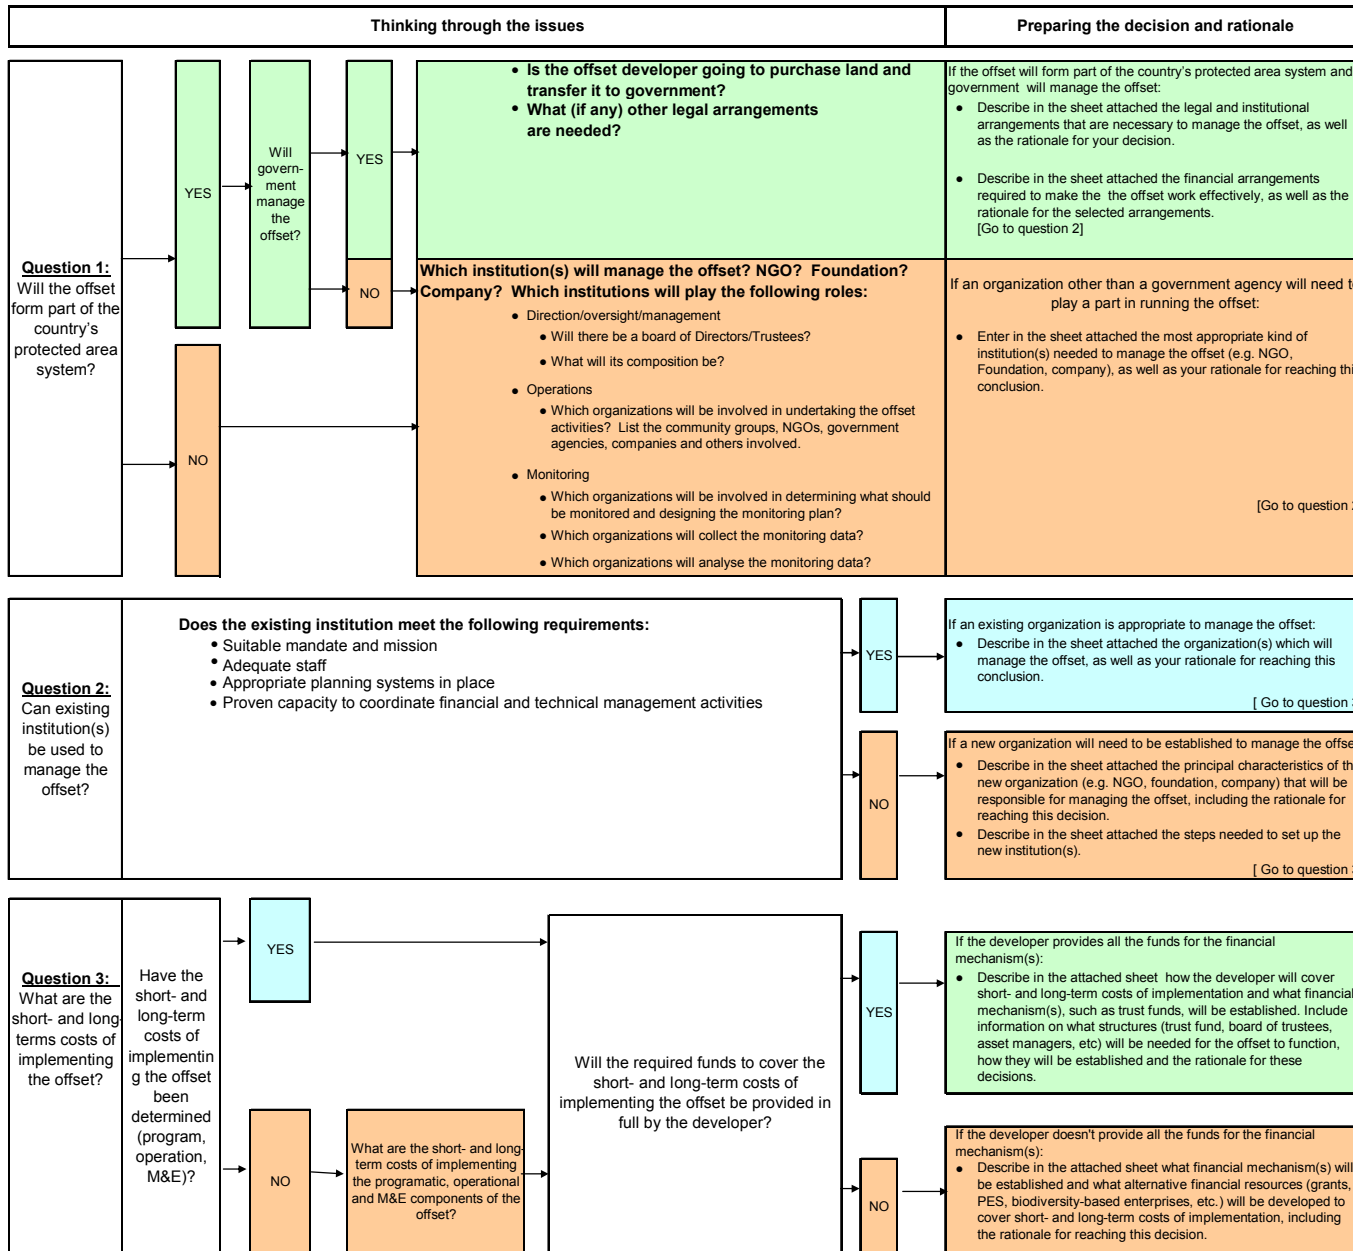 Thinking through the issues
Preparing the decision and rationale
Question 1:
Will the offset
form part of the
country's
protected area
system?
YES
Will
govern-
ment
manage
the
offset?
YES
• Is the offset developer going to purchase land and
transfer it to government?
• What (if any) other legal arrangements
are needed?
If the offset will form part of the country's protected area system and
government will manage the offset:
• Describe in the sheet attached the legal and institutional
arrangements that are necessary to manage the offset, as well
as the rationale for your decision.
• Describe in the sheet attached the financial arrangements
required to make the the offset work effectively, as well as the
rationale for the selected arrangements.
[Go to question 2]
NO
NO
Which institution(s) will manage the offset? NGO? Foundation?
Company? Which institutions will play the following roles:
• Direction/oversight/management
• Will there be a board of Directors/Trustees?
• What will its composition be?
• Operations
• Which organizations will be involved in undertaking the offset
activities? List the community groups, NGOs, government
agencies, companies and others involved.
• Monitoring
• Which organizations will be involved in determining what should
be monitored and designing the monitoring plan?
• Which organizations will collect the monitoring data?
• Which organizations will analyse the monitoring data?
If an organization other than a government agency will need to
play a part in running the offset:
• Enter in the sheet attached the most appropriate kind of
institution(s) needed to manage the offset (e.g. NGO,
Foundation, company), as well as your rationale for reaching this
conclusion.
[Go to question
Question 2:
Can existing
institution(s)
be used to
manage the
offset?
Does the existing institution meet the following requirements:
• Suitable mandate and mission
• Adequate staff
• Appropriate planning systems in place
• Proven capacity to coordinate financial and technical management activities
YES
If an existing organization is appropriate to manage the offset:
• Describe in the sheet attached the organization(s) which will
manage the offset, as well as your rationale for reaching this
conclusion.
[ Go to question
NO
If a new organization will need to be established to manage the offse
• Describe in the sheet attached the principal characteristics of th
new organization (e.g. NGO, foundation, company) that will be
responsible for managing the offset, including the rationale for
reaching this decision.
• Describe in the sheet attached the steps needed to set up the
new institution(s).
[ Go to question
Question 3:
What are the
short- and long-
terms costs of
implementing
the offset?
Have the
short- and
long-term
costs of
implementin
g the offset
been
determined
(program,
operation,
M&E)?
YES
NO
What are the short- and long-
term costs of implementing
the programatic, operational
and M&E components of the
offset?
Will the required funds to cover the
short- and long-term costs of
implementing the offset be provided in
full by the developer?
YES
If the developer provides all the funds for the financial
mechanism(s):
• Describe in the attached sheet how the developer will cover
short- and long-term costs of implementation and what financial
mechanism(s), such as trust funds, will be established. Include
information on what structures (trust fund, board of trustees,
asset managers, etc) will be needed for the offset to function,
how they will be established and the rationale for these
decisions.
NO
If the developer doesn't provide all the funds for the financial
mechanism(s):
• Describe in the attached sheet what financial mechanism(s) will
be established and what alternative financial resources (grants,
PES, biodiversity-based enterprises, etc.) will be developed to
cover short- and long-term costs of implementation, including
the rationale for reaching this decision.